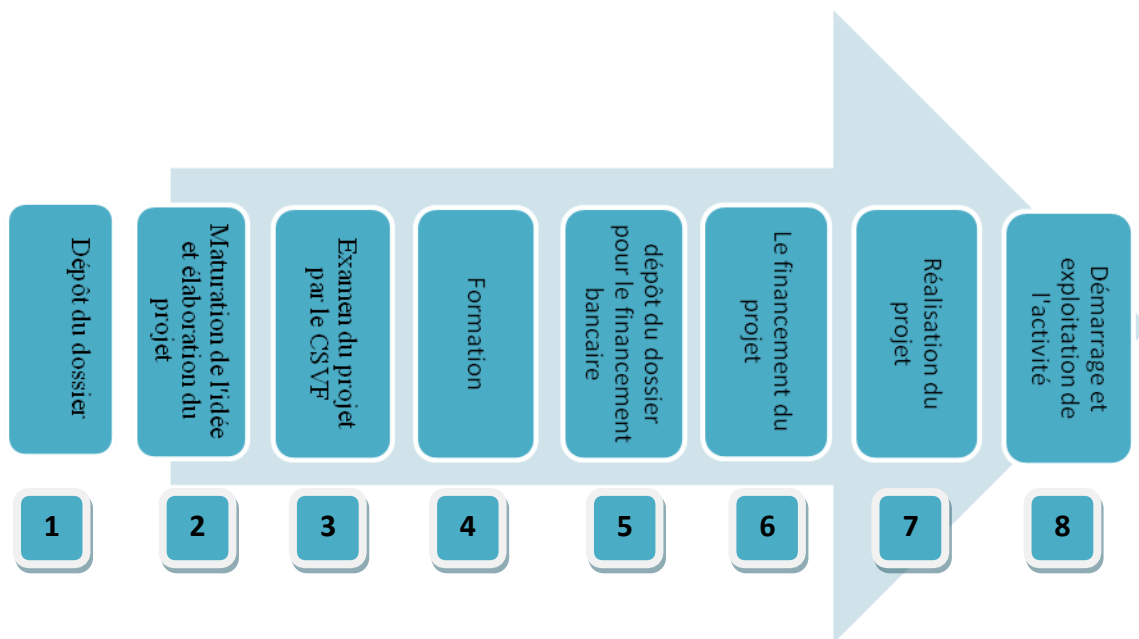 Dépôt du dossier
Maturation de l'idée
et élaboration du
projet
Examen du projet
par le CSVF
Formation
dépôt du dossier
pour le financement
bancaire
Le financement du
projet
Réalisation du
projet
Démarrage et
exploitation de
l'activité
1
2
3
4
5
6
7
8